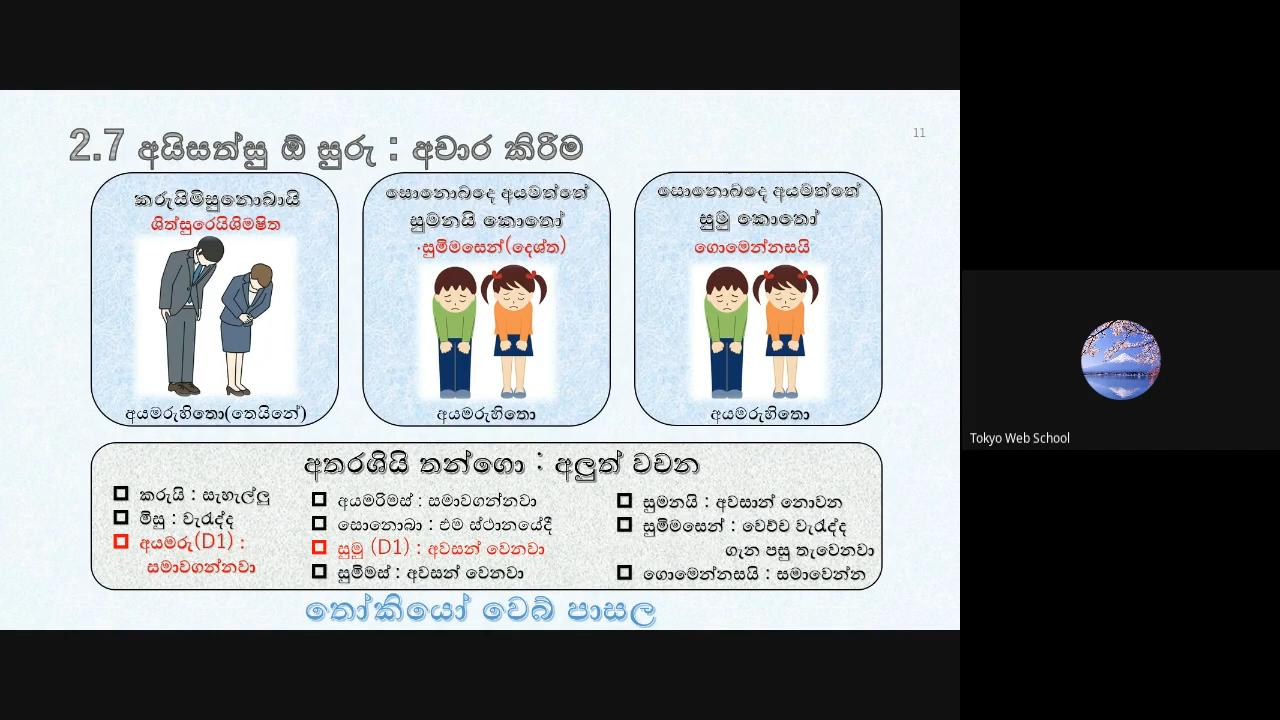 11
2.7 අයිසත්සු ඕ සුරු : අචාර කිරීම
කරුයිමිසුනොබායි
ශිත්සුරෙයිශිමෂිත
අයමරුහිතො(තෙයිනේ)
සොනොබදෙ අයමත්තේ
සුමනයි කොතෝ
·සුමිමසෙන්(දෙශ්ත)
අයමරුහිතො
සොනොබදෙ අයමත්තේ
සුමු කොතෝ
ගොමෙන්නසයි
අයමරුහිතො
අතරශියි තන්ගො : අලුත් වචන
කරුයි : සැහැල්ලු
මිසු : වැරැද්ද
අයමරු(D1) :
සමාවගන්නවා
අයමරිමස් : සමාවගන්නවා
සොනොබා : එම ස්ථානයේදී
සුමු (D1) : අවසන් වෙනවා
සුමිමස් : අවසන් වෙනවා
සුමනයි : අවසාන් නොවන
සුමිමසෙන් : වෙච්ච වැරැද්ද
ගැන පසු තැවෙනවා
ගොමෙන්නසයි : සමාවෙන්න
තෝකියෝ වෙබ් පාසල
Tokyo Web School